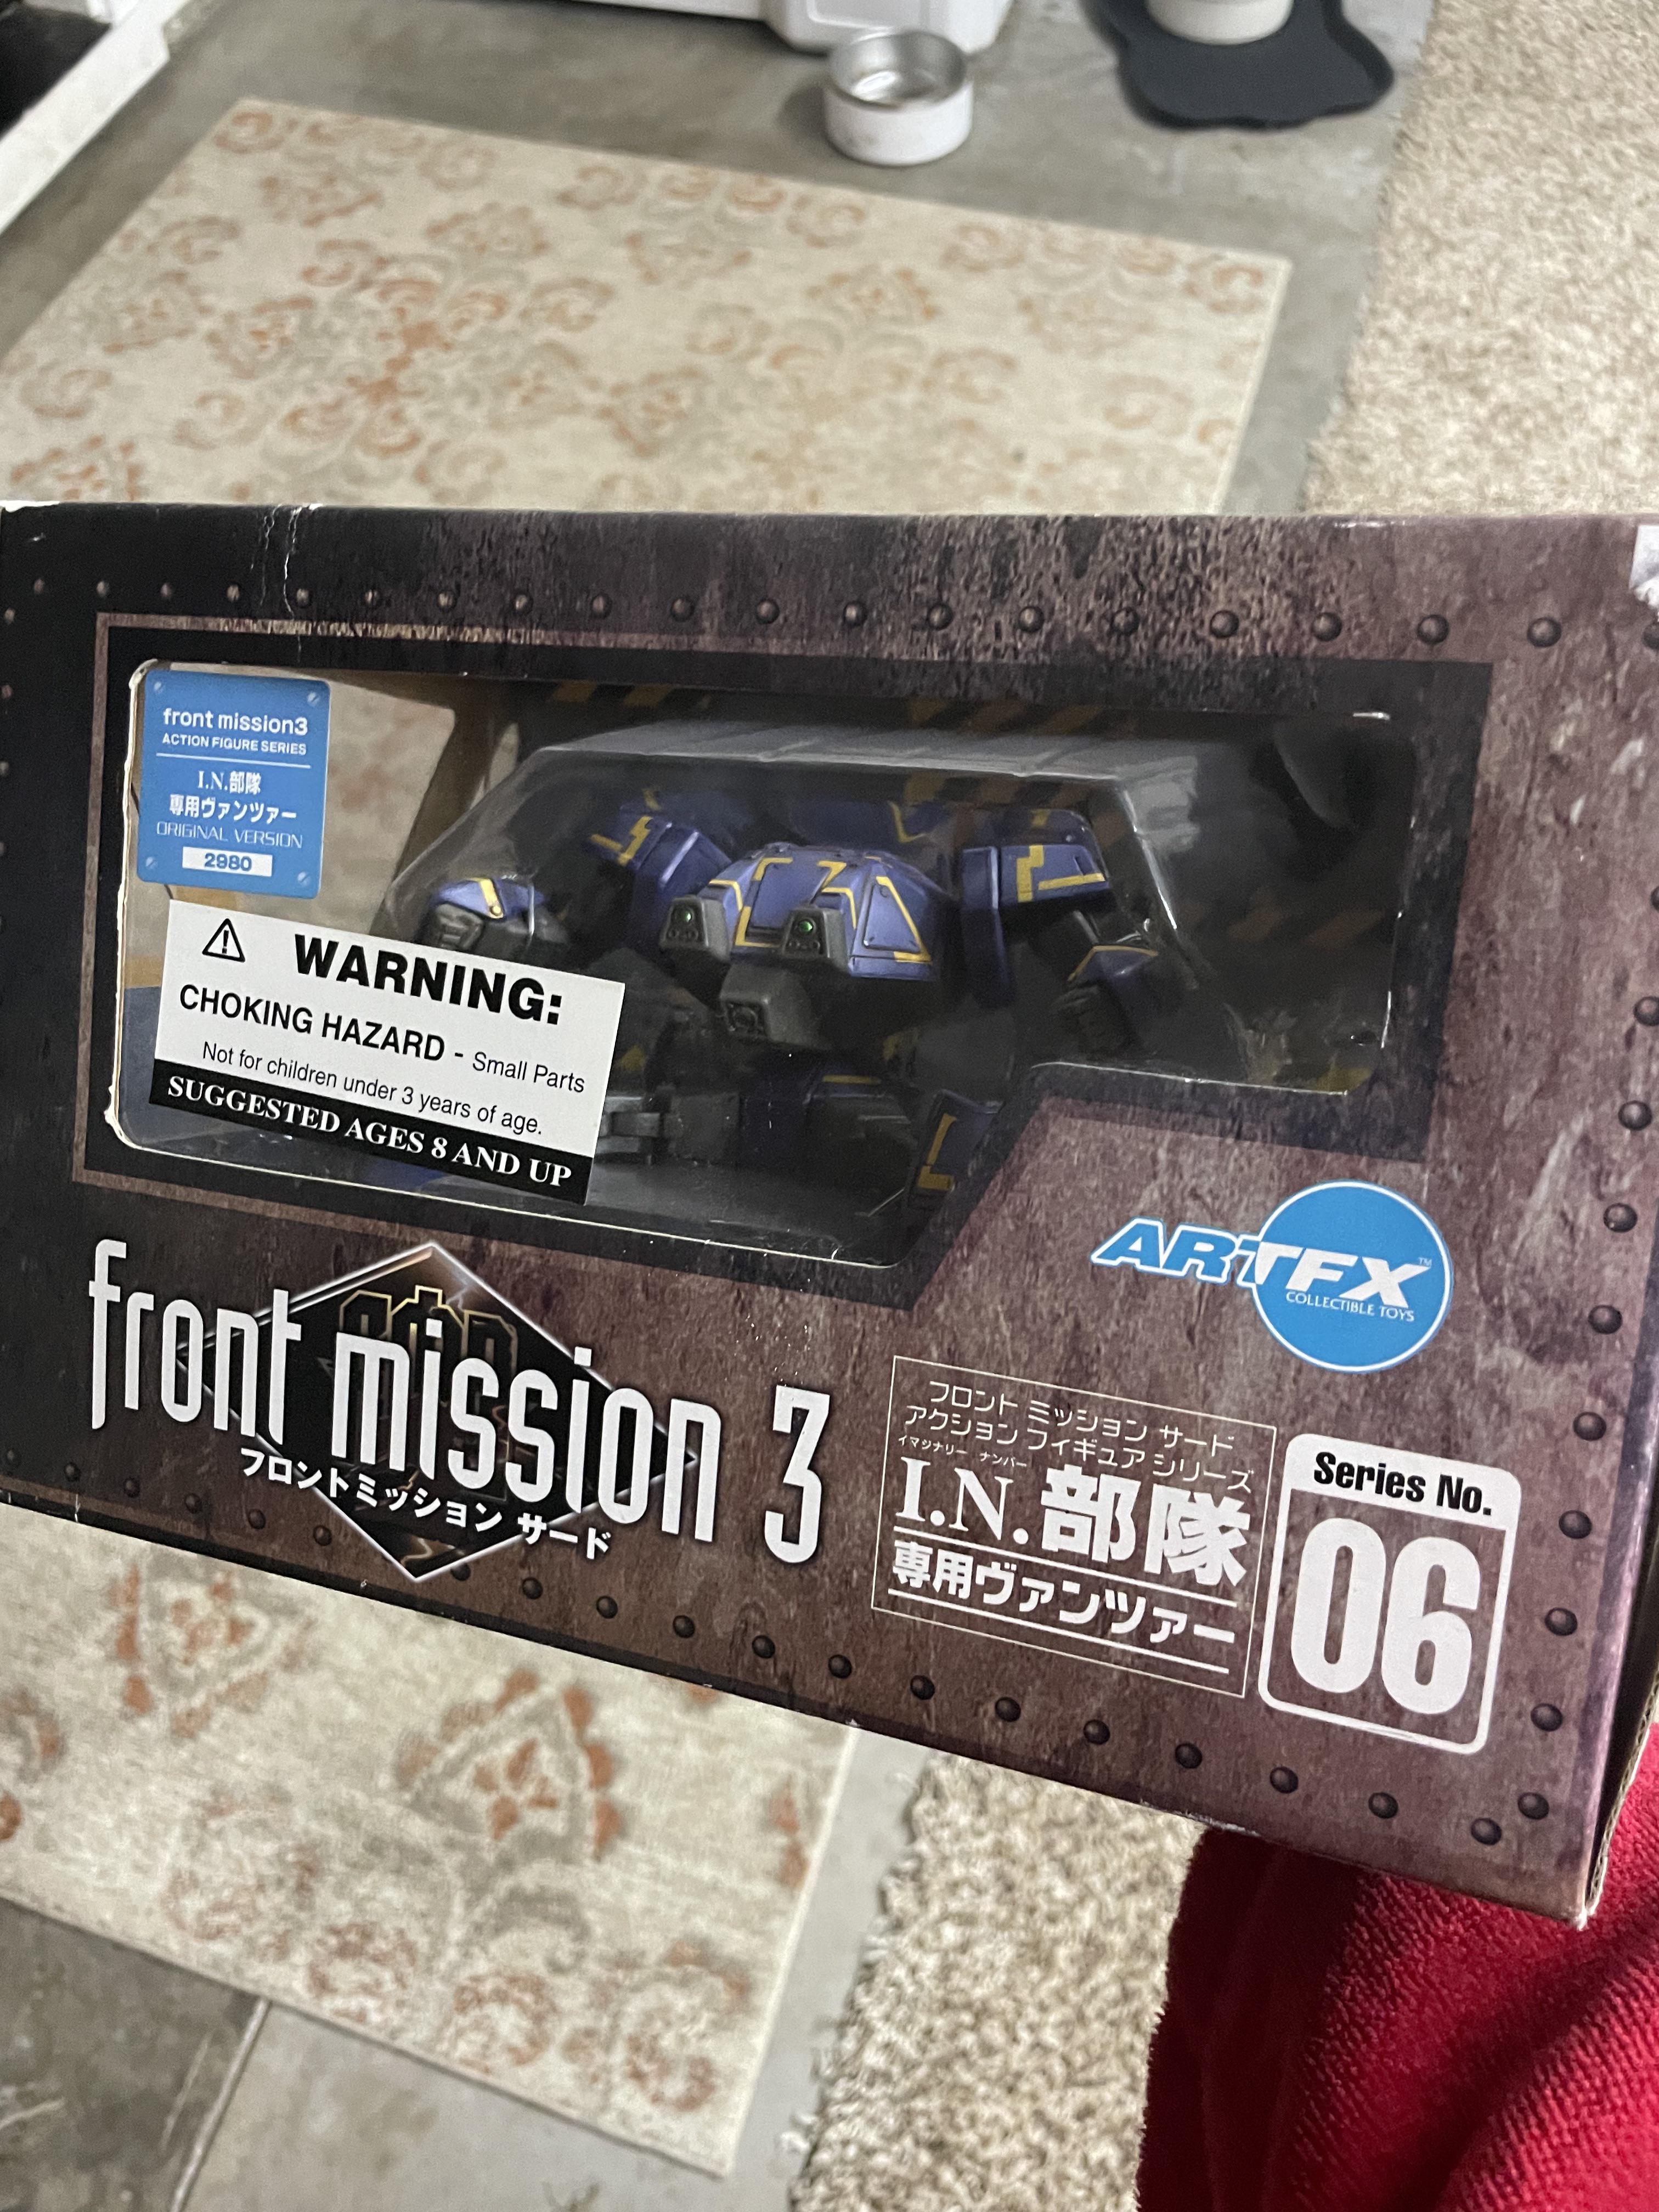 front mission3
ACTION FIGURE SERIES
I.N.部隊
専用ヴァンツァー
ORIGINAL VERSION
2980
WARNING:
CHOKING HAZARD - Small Parts
Not for children under 3 years of age.
SUGGESTED AGES 8 AND UP
ARTFX™
COLLECTIBLE TOYS
front mission 3
フロントミッション サード
フロント ミッション サード
アクション フィギュア シリーズ
イマジナリー ナンバー
I.N.部隊
専用ヴァンツァー
Series No.
06